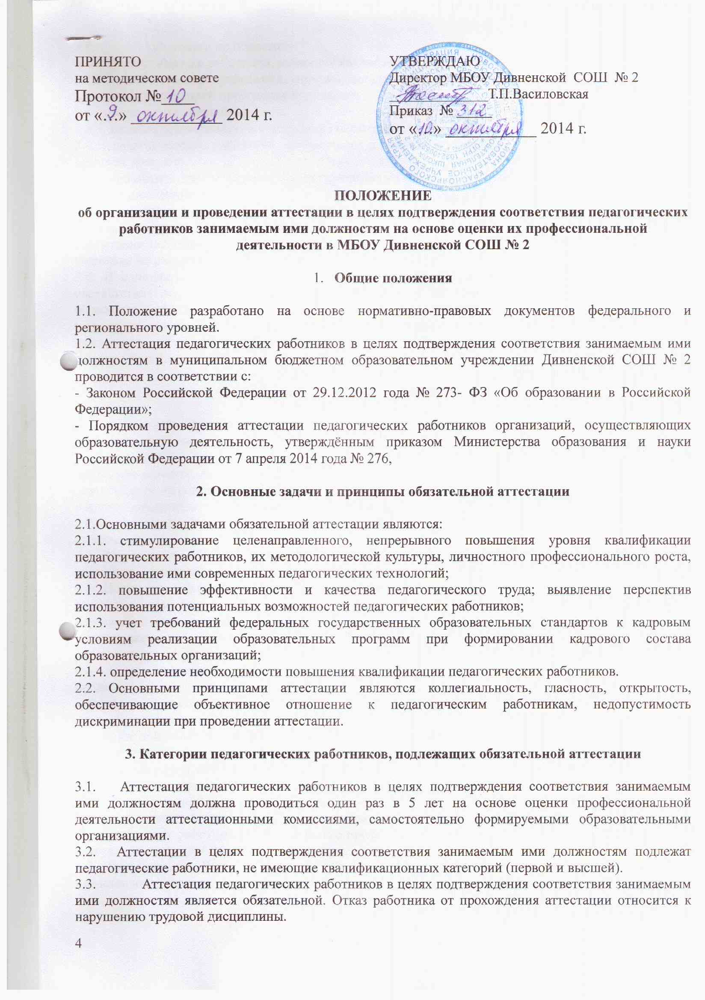 ПРИНЯТО
на методическом совете
Протокол № 10
от «9» октября 2014 г.
УТВЕРЖДАЮ
Директор МБОУ Дивненской СОШ № 2
Т.П.Василовская
Приказ № 312
от «10» октября 2014 г.
ПОЛОЖЕНИЕ
об организации и проведении аттестации в целях подтверждения соответствия педагогических
работников занимаемым ими должностям на основе оценки их профессиональной
деятельности в МБОУ Дивненской СОШ № 2
1. Общие положения
1.1. Положение разработано на основе нормативно-правовых документов федерального и
регионального уровней.
1.2. Аттестация педагогических работников в целях подтверждения соответствия занимаемым ими
должностям в муниципальном бюджетном образовательном учреждении Дивненской СОШ № 2
проводится в соответствии с:
- Законом Российской Федерации от 29.12.2012 года № 273- ФЗ «Об образовании в Российской
Федерации»;
- Порядком проведения аттестации педагогических работников организаций, осуществляющих
образовательную деятельность, утверждённым приказом Министерства образования и науки
Российской Федерации от 7 апреля 2014 года № 276,
2. Основные задачи и принципы обязательной аттестации
2.1.Основными задачами обязательной аттестации являются:
2.1.1. стимулирование целенаправленного, непрерывного повышения уровня квалификации
педагогических работников, их методологической культуры, личностного профессионального роста,
использование ими современных педагогических технологий;
2.1.2. повышение эффективности и качества педагогического труда; выявление перспектив
использования потенциальных возможностей педагогических работников;
2.1.3. учет требований федеральных государственных образовательных стандартов к кадровым
условиям реализации образовательных программ при формировании кадрового состава
образовательных организаций;
2.1.4. определение необходимости повышения квалификации педагогических работников.
2.2. Основными принципами аттестации являются коллегиальность, гласность, открытость,
обеспечивающие объективное отношение к педагогическим работникам, недопустимость
дискриминации при проведении аттестации.
3. Категории педагогических работников, подлежащих обязательной аттестации
3.1. Аттестация педагогических работников в целях подтверждения соответствия занимаемым
ими должностям должна проводиться один раз в 5 лет на основе оценки профессиональной
деятельности аттестационными комиссиями, самостоятельно формируемыми образовательными
организациями.
3.2. Аттестации в целях подтверждения соответствия занимаемым ими должностям подлежат
педагогические работники, не имеющие квалификационных категорий (первой и высшей).
3.3. Аттестация педагогических работников в целях подтверждения соответствия занимаемым
ими должностям является обязательной. Отказ работника от прохождения аттестации относится к
нарушению трудовой дисциплины.
4